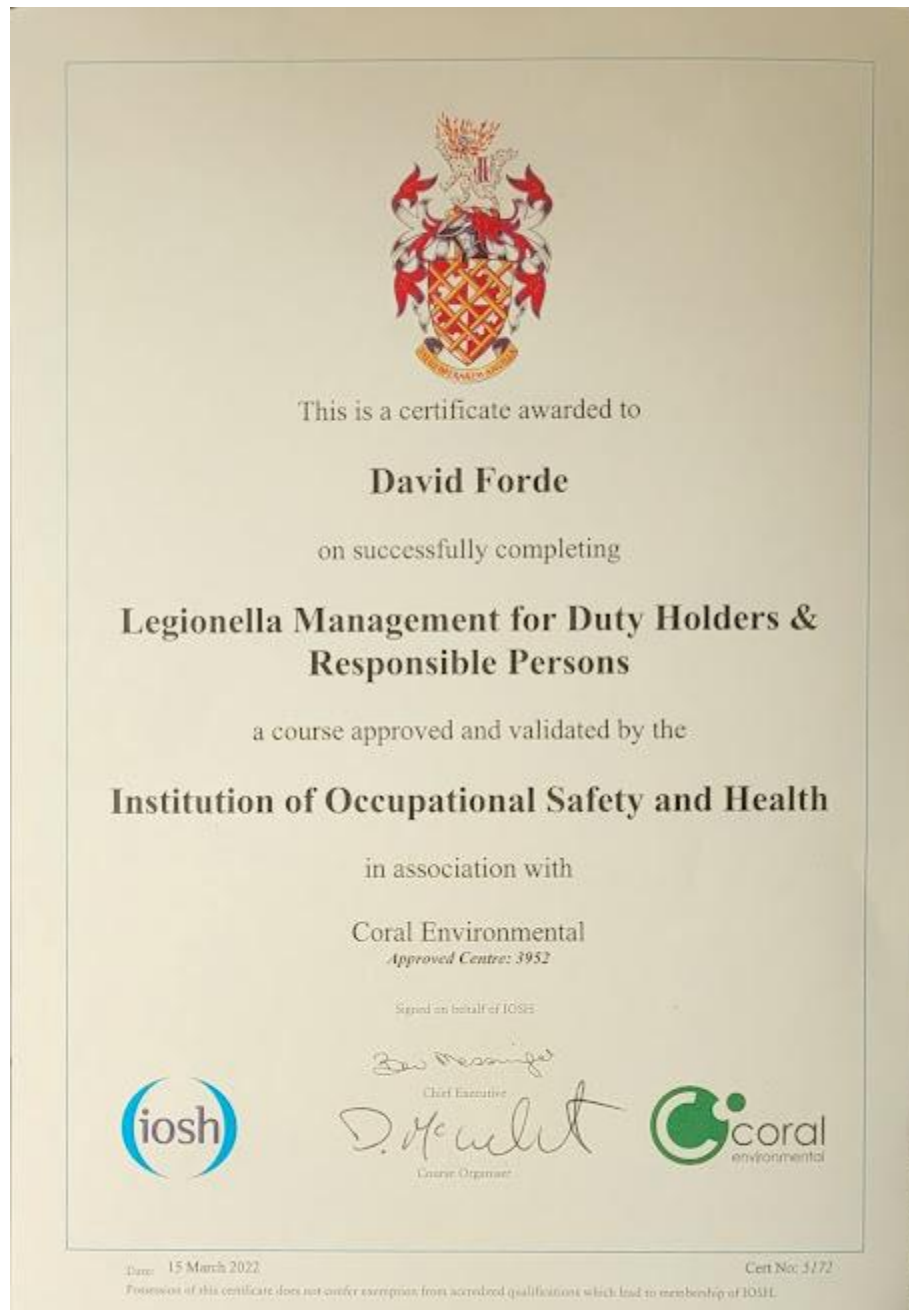 This is a certificate awarded to
David Forde
on successfully completing
Legionella Management for Duty Holders &
Responsible Persons
a course approved and validated by the
Institution of Occupational Safety and Health
in association with
Coral Environmental
Approved Centre: 3952
Signed on behalf of IOSH
Bev Messinger
Chief Executive
iosh
D. Mc
coral
environmental
Course Organiser
Date: 15 March 2022
Cert No: 5172
Possession of this certificate does not confer exemption from accredited qualifications which lead to membership of IOSH.